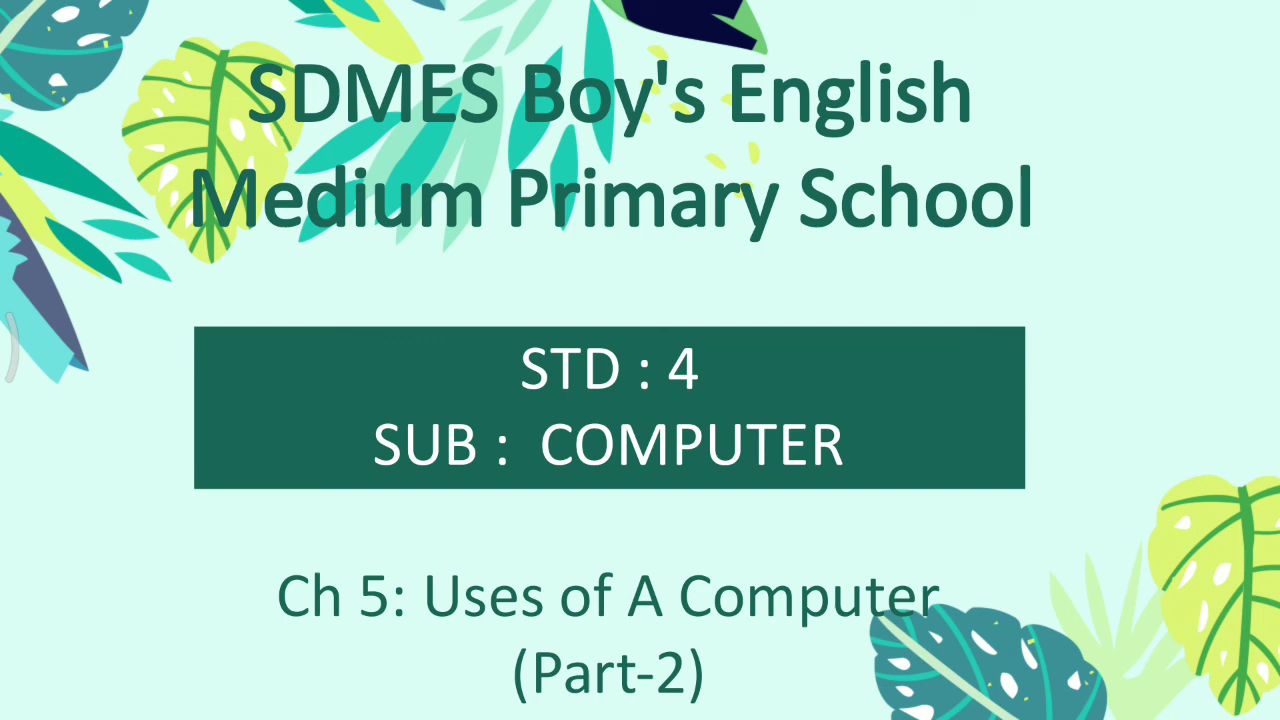 SDMES Boy's English
Medium Primary School
STD : 4
SUB :  COMPUTER
Ch 5: Uses of A Computer
(Part-2)